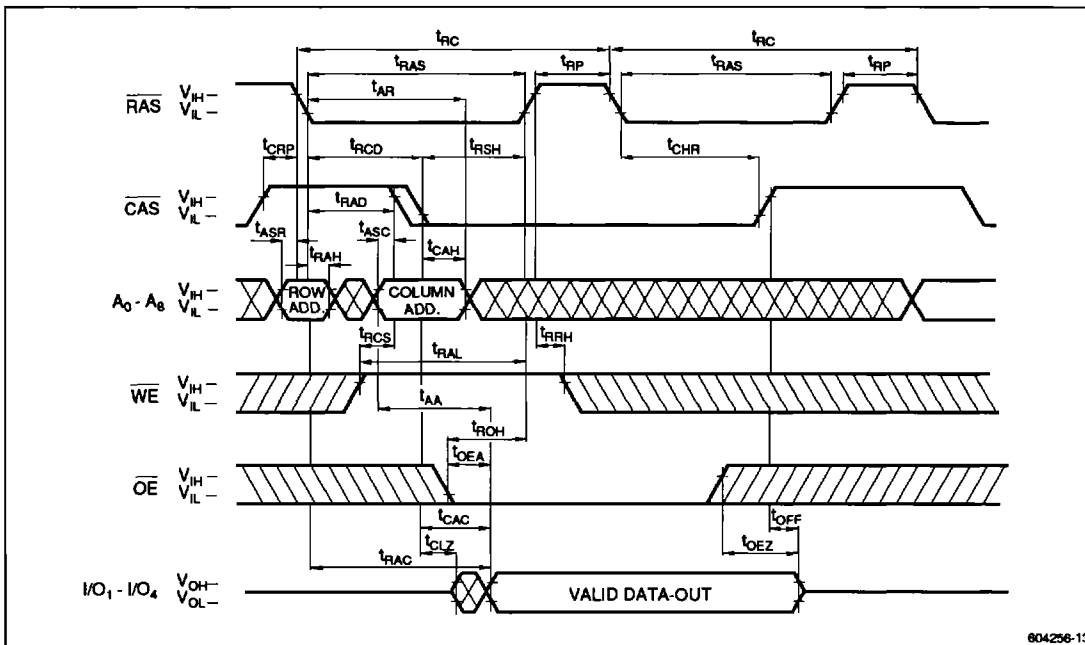 tRC tRC
tRAS tRP tRAS tRP
tAR
RAS VIH VIL
tCRP tRCD tRSH tCHR
CAS VIH VIL
tRAD
tASR tASC
tRAH tCAH
A0 - A8 VIH VIL
ROW ADD.
COLUMN ADD.
tRCS tRRH
tRAL
WE VIH VIL
tAA
tROH
tOEA
OE VIH VIL
tCAC tOFF
tCLZ tOEZ
tRAC
I/O1 - I/O4 VOH VOL
VALID DATA-OUT
604256-13